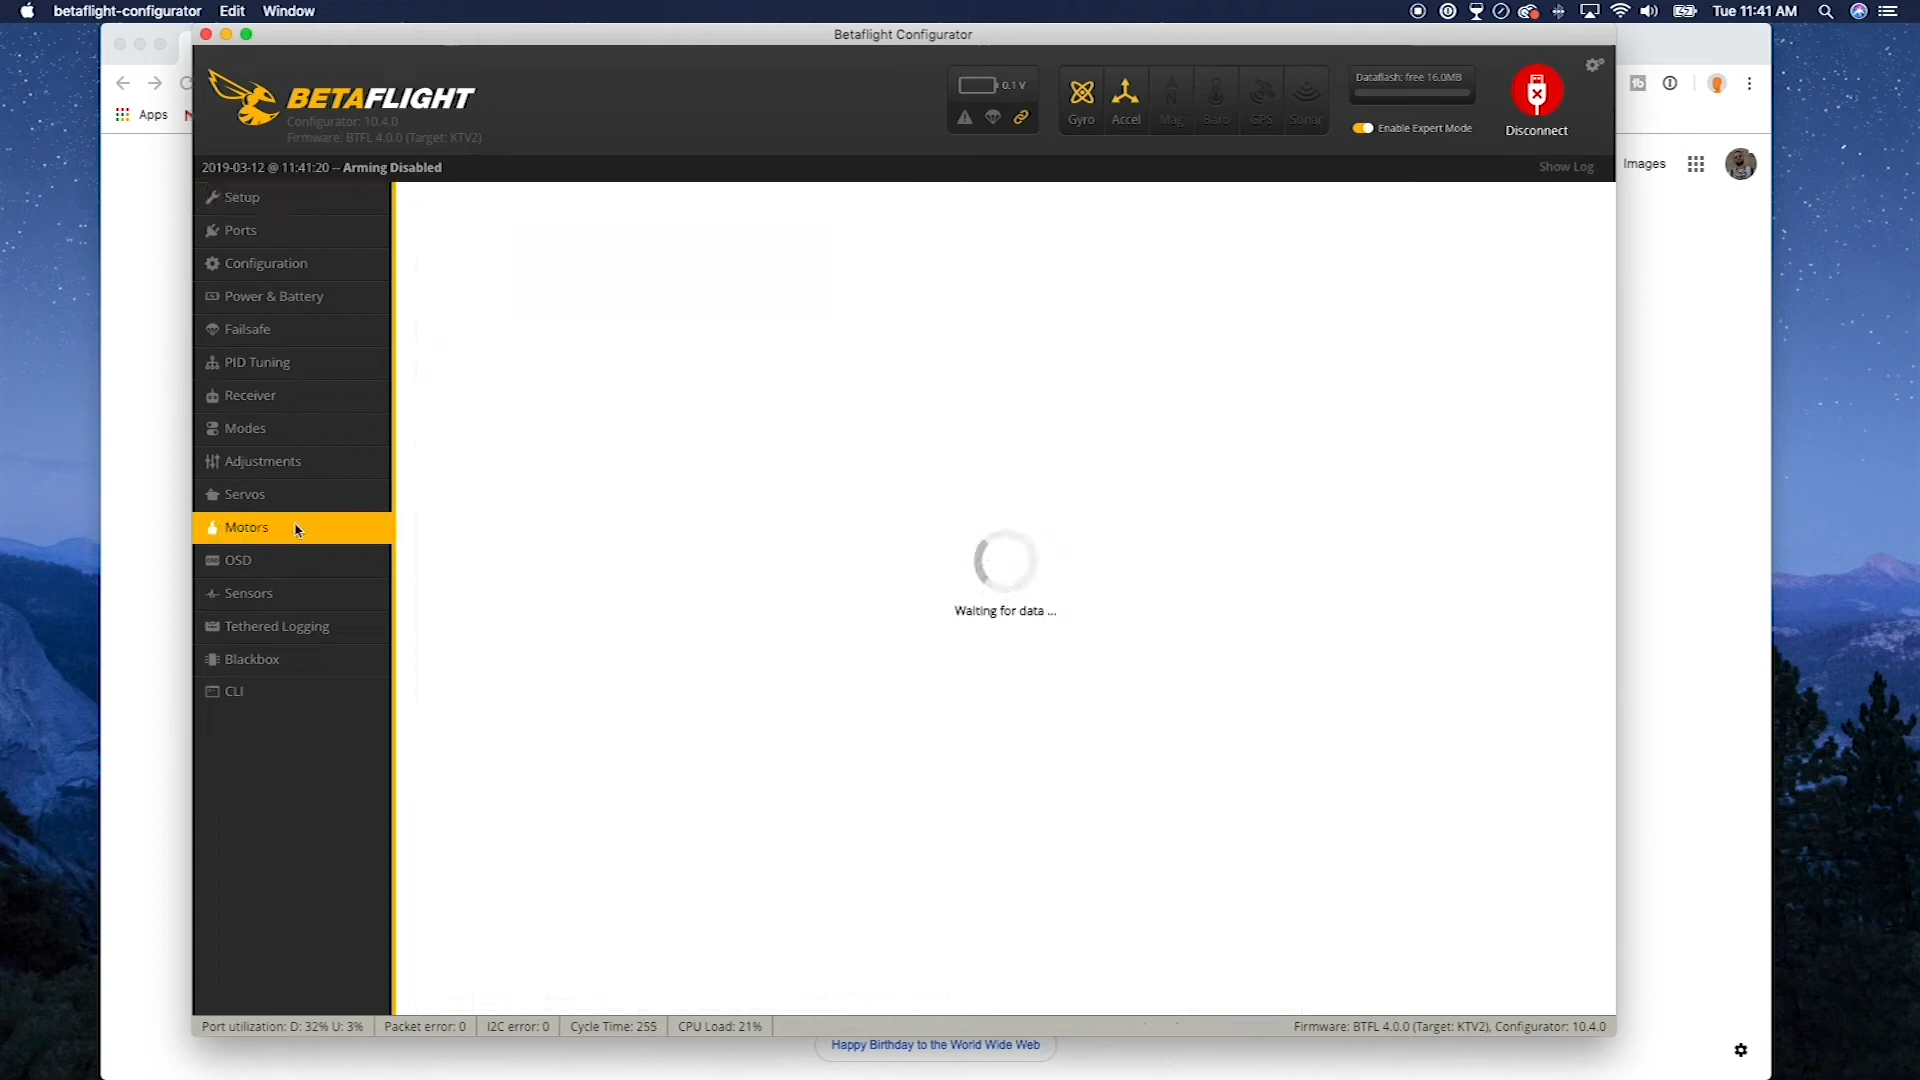 betaflight-configurator Edit Window
Tue 11:41 AM
Betaflight Configurator
Apps
BETAFLIGHT
Configurator: 10.4.0
Firmware: BTFL 4.0.0 (Target: KTV2)
0.1 V
Gyro Accel Mag Baro GPS Sonar
Dataflash: free 16.0MB
Enable Expert Mode
Disconnect
2019-03-12 @ 11:41:20 -- Arming Disabled
Show Log
Images
Setup
Ports
Configuration
Power & Battery
Failsafe
PID Tuning
Receiver
Modes
Adjustments
Servos
Motors
OSD
Sensors
Tethered Logging
Blackbox
CLI
Waiting for data ...
Port utilization: D: 32% U: 3%
Packet error: 0
I2C error: 0
Cycle Time: 255
CPU Load: 21%
Firmware: BTFL 4.0.0 (Target: KTV2), Configurator: 10.4.0
Happy Birthday to the World Wide Web